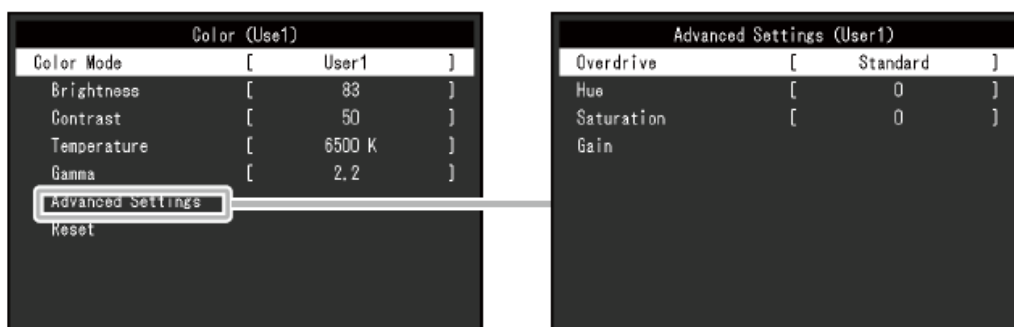 Color (Use1)
Color Mode [ User1 ]
Brightness [ 83 ]
Contrast [ 50 ]
Temperature [ 6500 K ]
Gamma [ 2.2 ]
Advanced Settings
Reset
Advanced Settings (User1)
Overdrive [ Standard ]
Hue [ 0 ]
Saturation [ 0 ]
Gain